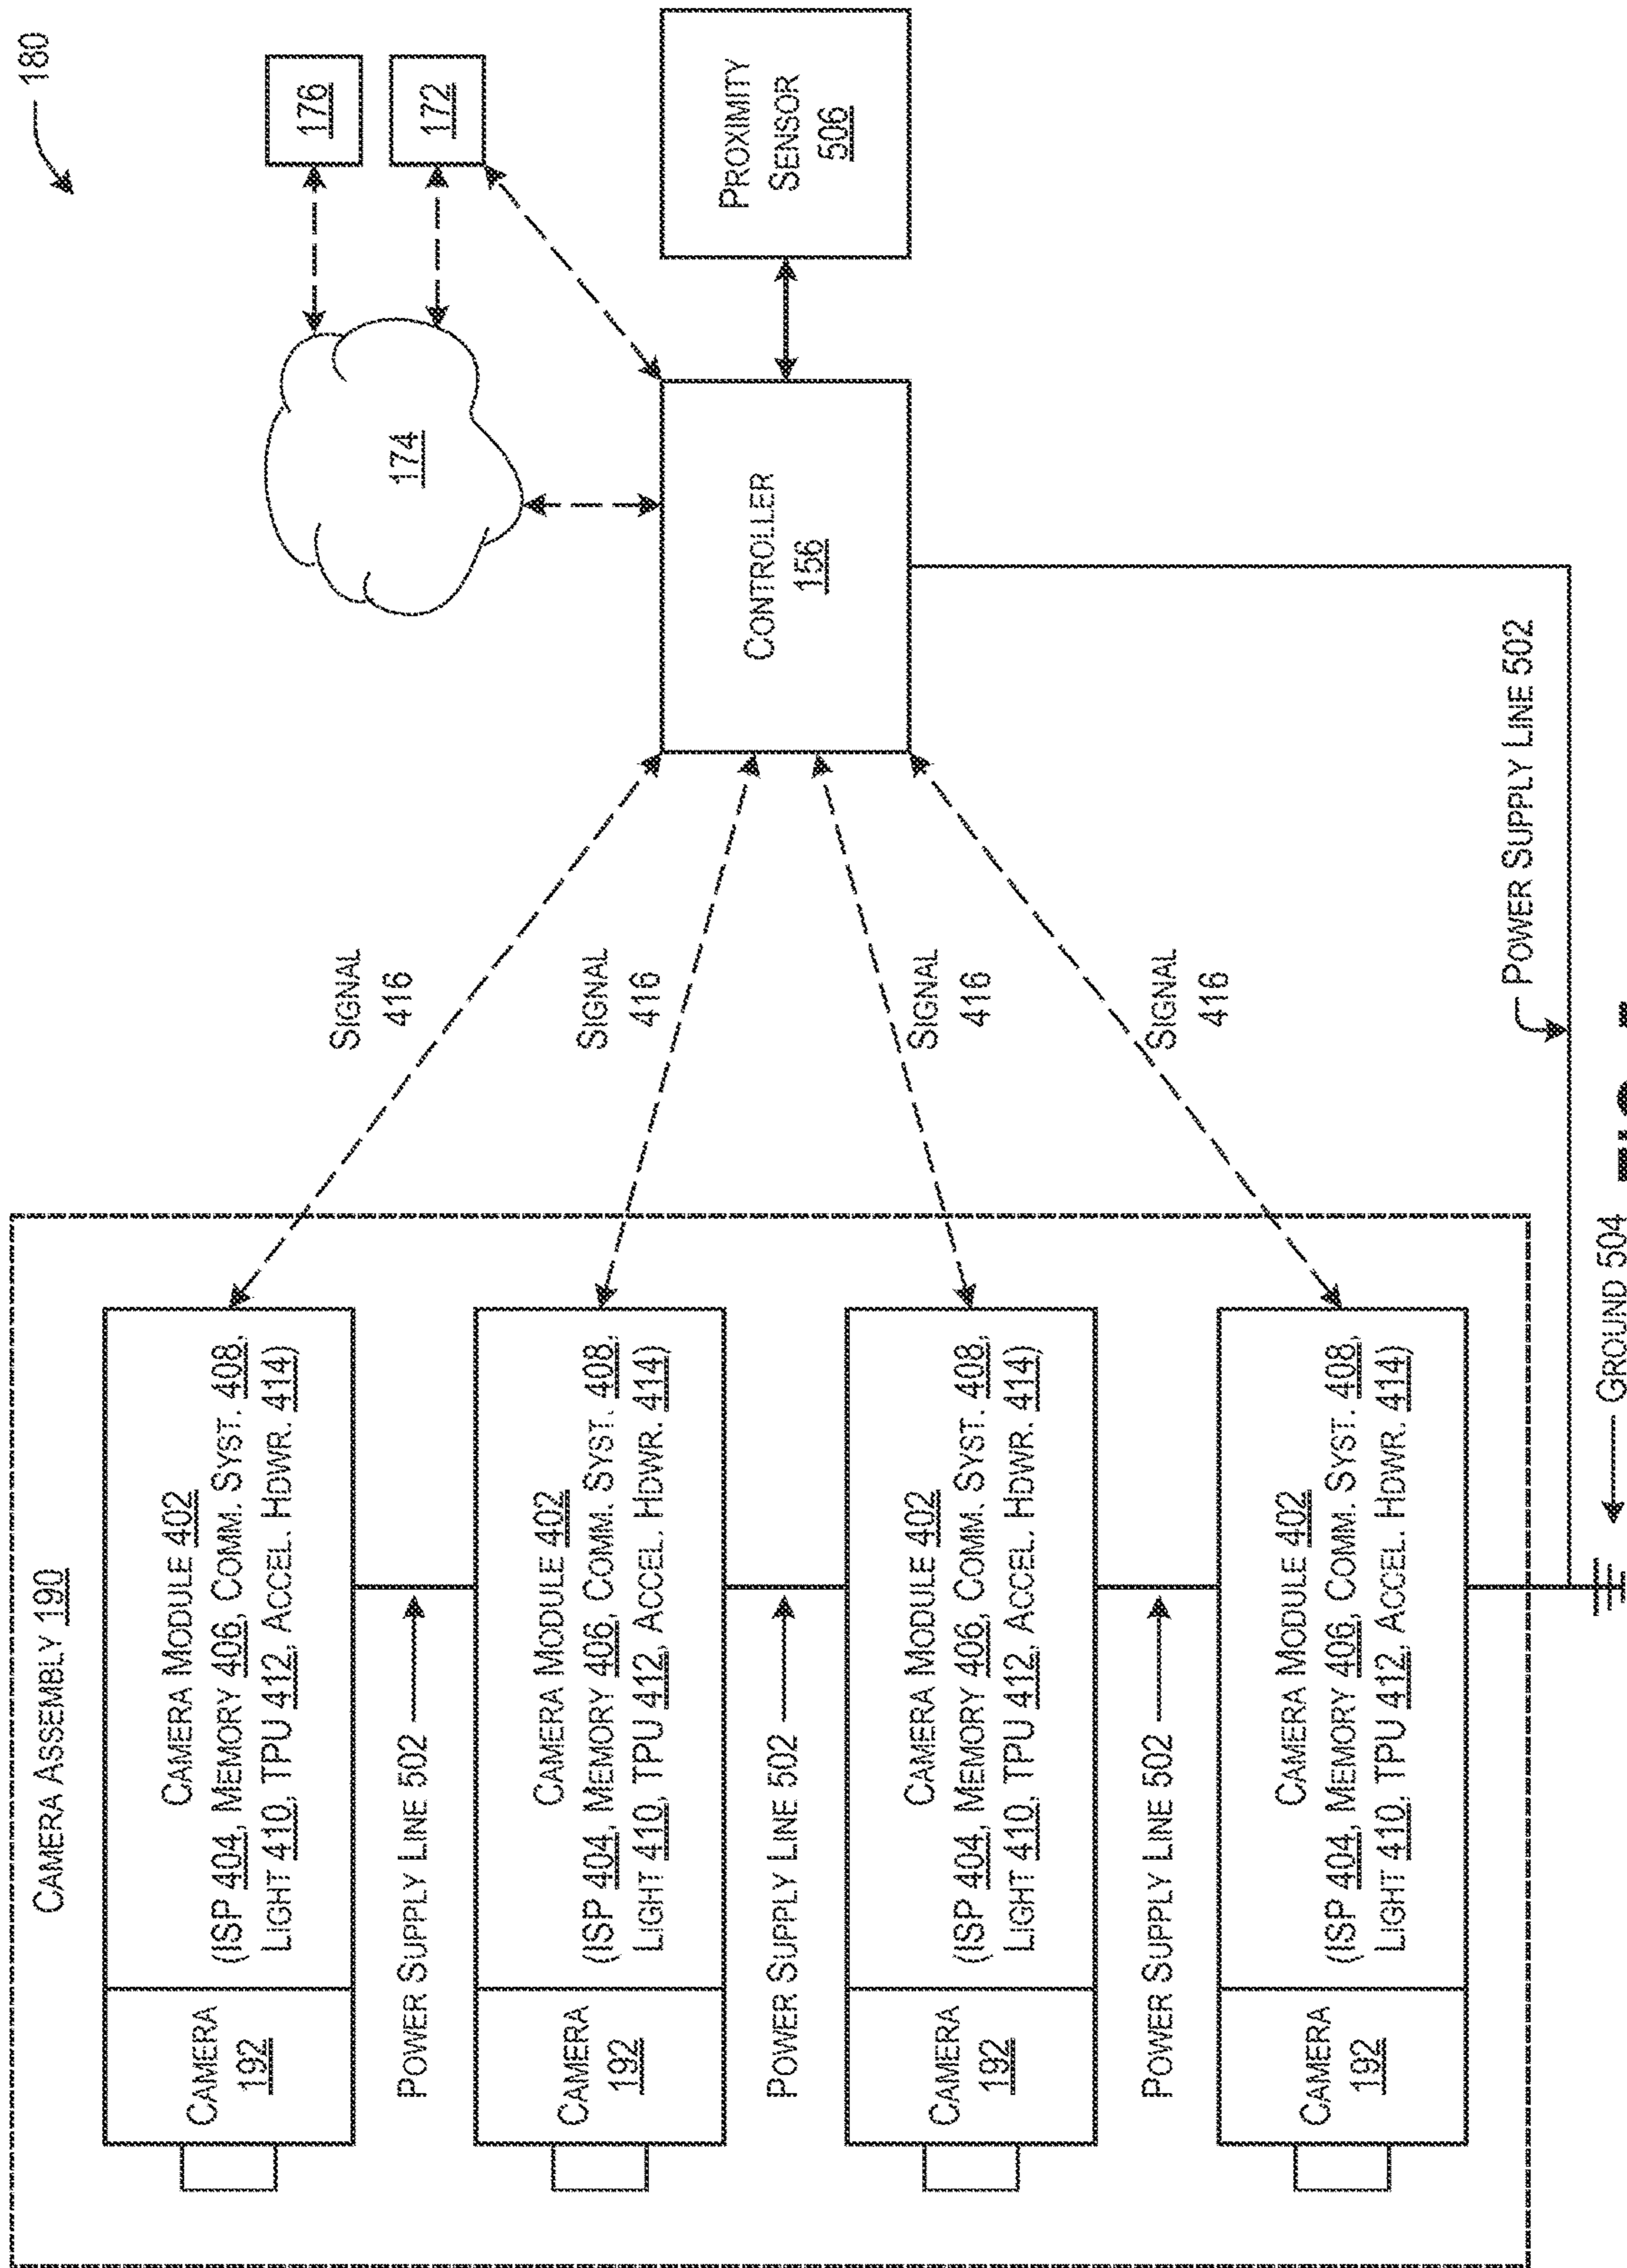 180
CAMERA ASSEMBLY 190
CAMERA
192
CAMERA MODULE 402
(ISP 404, MEMORY 406, COMM. SYST. 408,
LIGHT 410, TPU 412, ACCEL. HDWR. 414)
POWER SUPPLY LINE 502
CAMERA
192
CAMERA MODULE 402
(ISP 404, MEMORY 406, COMM. SYST. 408,
LIGHT 410, TPU 412, ACCEL. HDWR. 414)
POWER SUPPLY LINE 502
CAMERA
192
CAMERA MODULE 402
(ISP 404, MEMORY 406, COMM. SYST. 408,
LIGHT 410, TPU 412, ACCEL. HDWR. 414)
POWER SUPPLY LINE 502
CAMERA
192
CAMERA MODULE 402
(ISP 404, MEMORY 406, COMM. SYST. 408,
LIGHT 410, TPU 412, ACCEL. HDWR. 414)
SIGNAL
416
SIGNAL
416
SIGNAL
416
SIGNAL
416
174
176
172
CONTROLLER
156
PROXIMITY
SENSOR
506
POWER SUPPLY LINE 502
GROUND 504